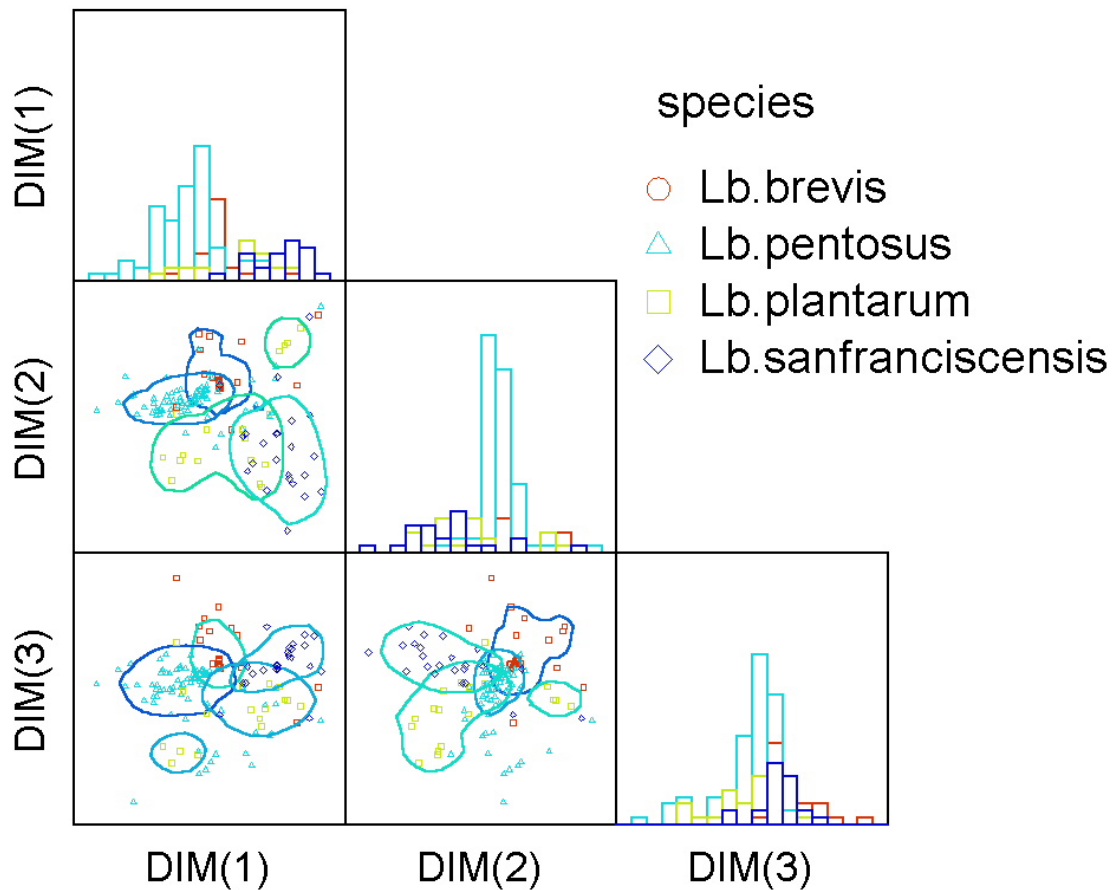 DIM(1)
species
Lb.brevis
Lb.pentosus
Lb.plantarum
Lb.sanfranciscensis
DIM(2)
DIM(3)
DIM(1)
DIM(2)
DIM(3)